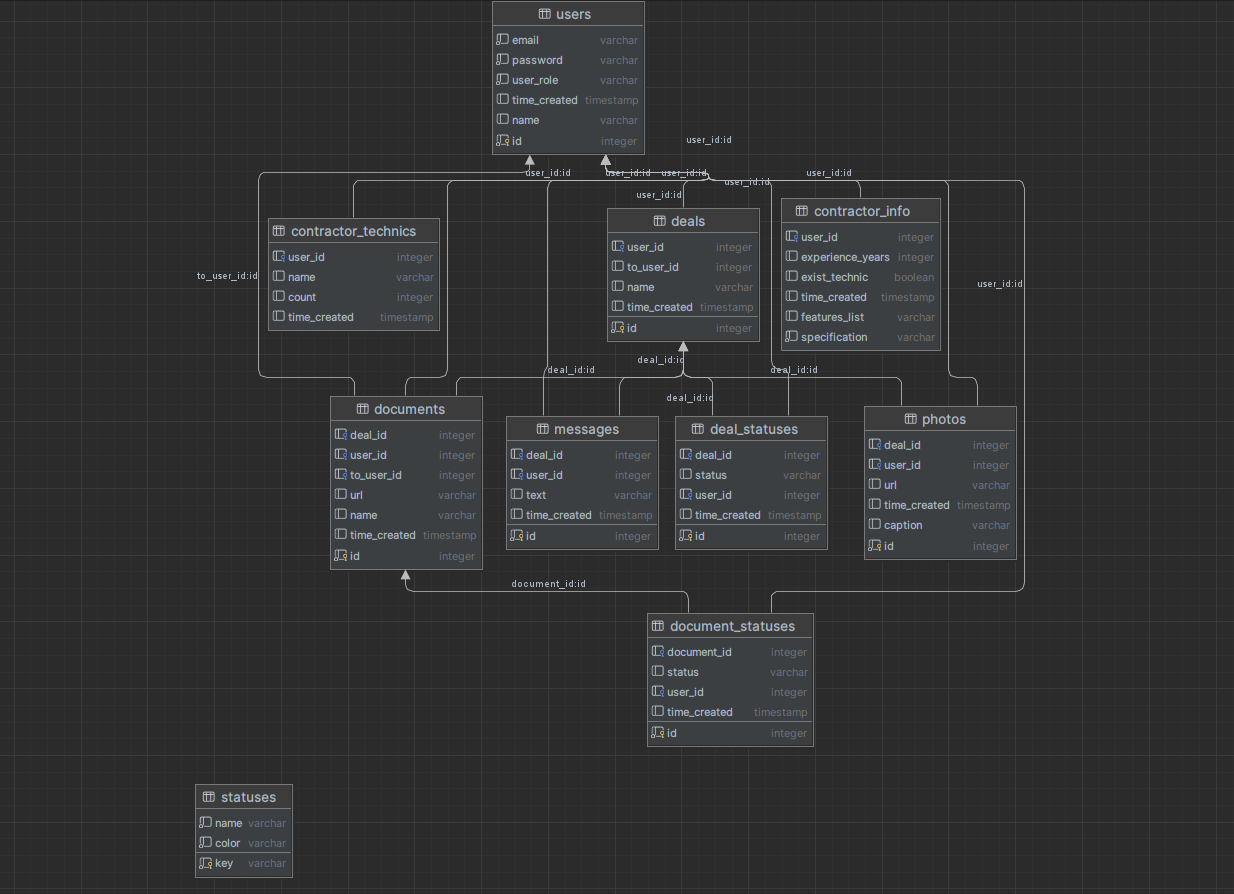 users
email varchar
password varchar
user_role varchar
time_created timestamp
name varchar
id integer
user_id:id
user_id:id
user_id:id
user_id:id
user_id:id
user_id:id
user_id:id
contractor_technics
user_id integer
name varchar
count integer
time_created timestamp
to_user_id:id
deals
user_id integer
to_user_id integer
name varchar
time_created timestamp
id integer
contractor_info
user_id integer
experience_years integer
exist_technic boolean
time_created timestamp
features_list varchar
specification varchar
user_id:id
deal_id:id
deal_id:id
deal_id:id
deal_id:id
documents
deal_id integer
user_id integer
to_user_id integer
url varchar
name varchar
time_created timestamp
id integer
messages
deal_id integer
user_id integer
text varchar
time_created timestamp
id integer
deal_statuses
deal_id integer
status varchar
user_id integer
time_created timestamp
id integer
photos
deal_id integer
user_id integer
url varchar
time_created timestamp
caption varchar
id integer
document_id:id
document_statuses
document_id integer
status varchar
user_id integer
time_created timestamp
id integer
statuses
name varchar
color varchar
key varchar